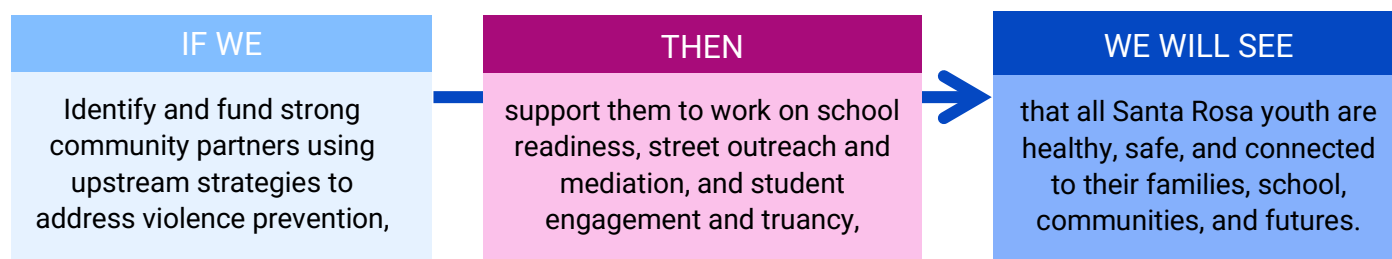 IF WE
Identify and fund strong
community partners using
upstream strategies to
address violence prevention,
THEN
support them to work on school
readiness, street outreach and
mediation, and student
engagement and truancy,
WE WILL SEE
that all Santa Rosa youth are
healthy, safe, and connected
to their families, school,
communities, and futures.